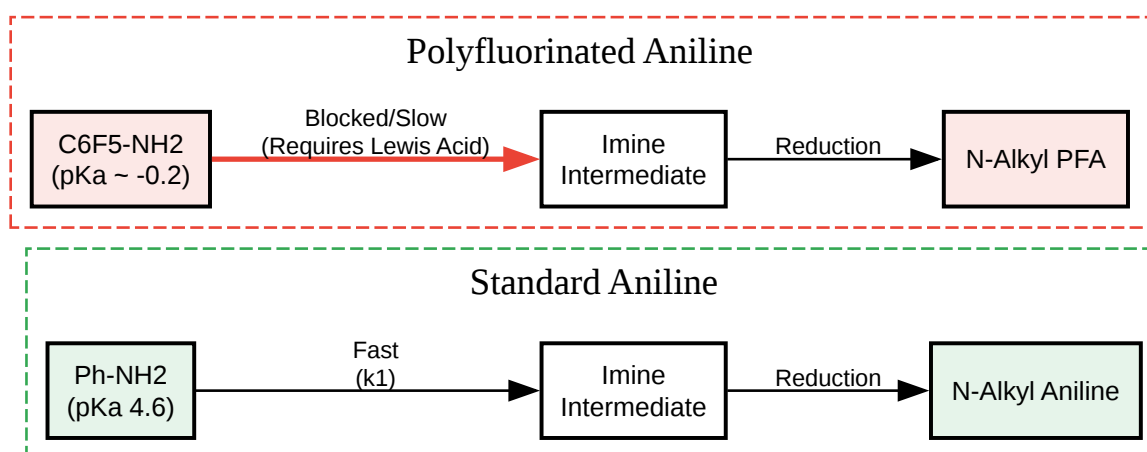 Polyfluorinated Aniline
C6F5-NH2
(pKa ~ -0.2)
Blocked/Slow
(Requires Lewis Acid)
Imine
Intermediate
Reduction
N-Alkyl PFA
Standard Aniline
Ph-NH2
(pKa 4.6)
Fast
(k1)
Imine
Intermediate
Reduction
N-Alkyl Aniline